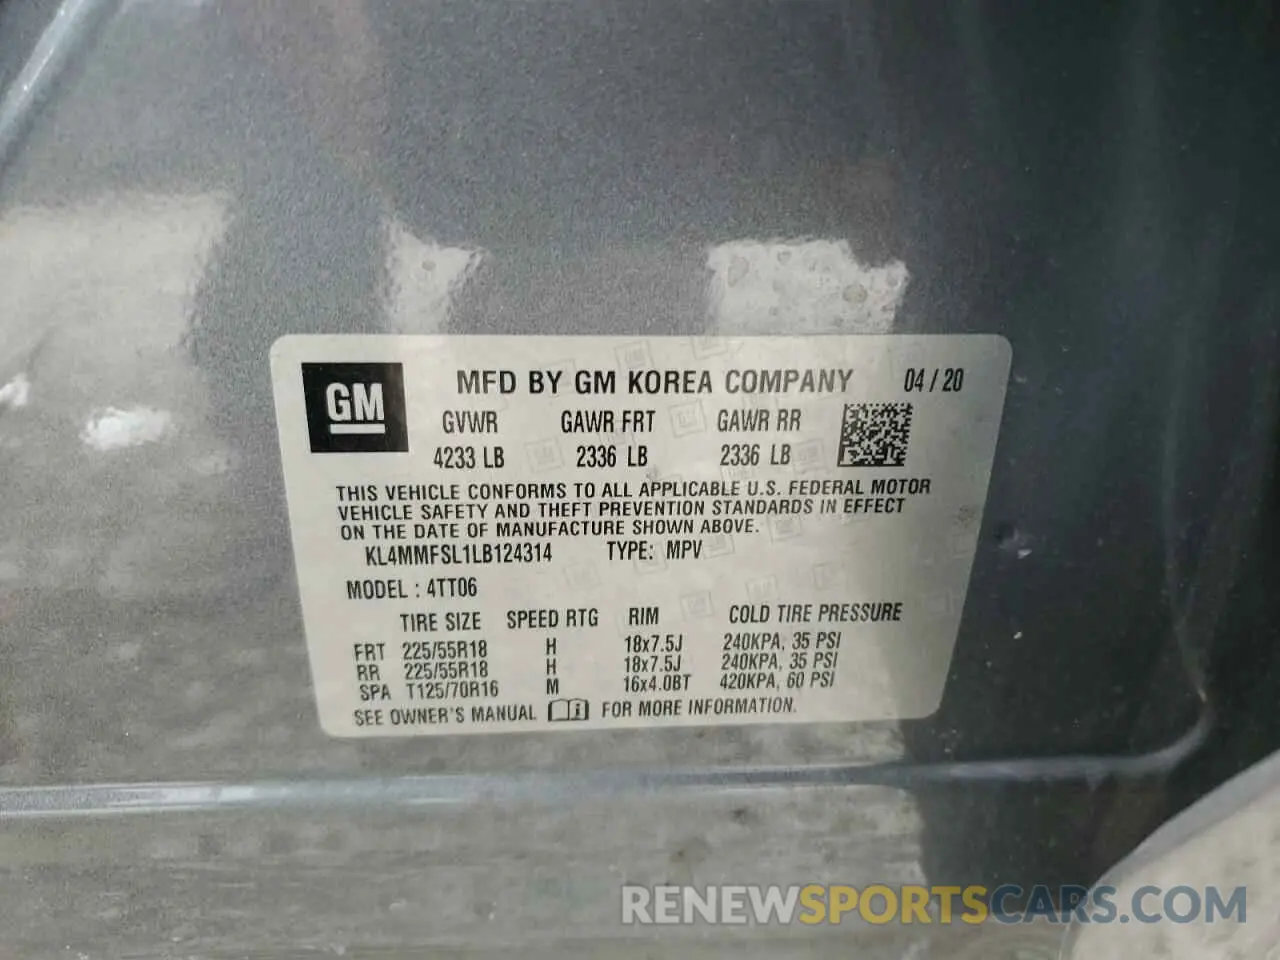 GM
MFD BY GM KOREA COMPANY 04/20
GVWR GAWR FRT GAWR RR
4233 LB 2336 LB 2336 LB
THIS VEHICLE CONFORMS TO ALL APPLICABLE U.S. FEDERAL MOTOR
VEHICLE SAFETY AND THEFT PREVENTION STANDARDS IN EFFECT
ON THE DATE OF MANUFACTURE SHOWN ABOVE.
KL4MMFSL1LB124314 TYPE: MPV
MODEL : 4TT06
TIRE SIZE SPEED RTG RIM COLD TIRE PRESSURE
FRT 225/55R18 H 18x7.5J 240KPA, 35 PSI
RR 225/55R18 H 18x7.5J 240KPA, 35 PSI
SPA T125/70R16 M 16x4.0BT 420KPA, 60 PSI
SEE OWNER'S MANUAL FOR MORE INFORMATION.
RENEWSPORTSCARS.COM